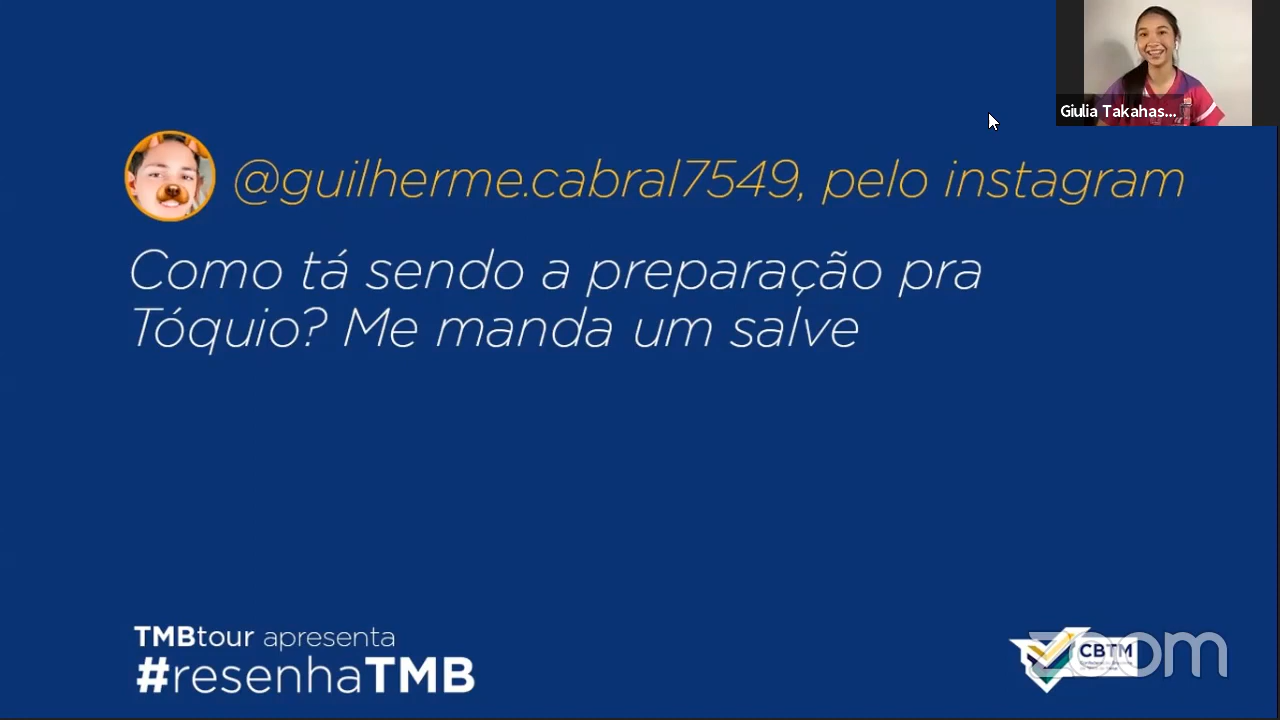 Giulia Takahas...
@guilherme.cabral7549, pelo instagram
Como tá sendo a preparação pra
Tóquio? Me manda um salve
TMBtour apresenta
#resenhaTMB
CBTM
zoom